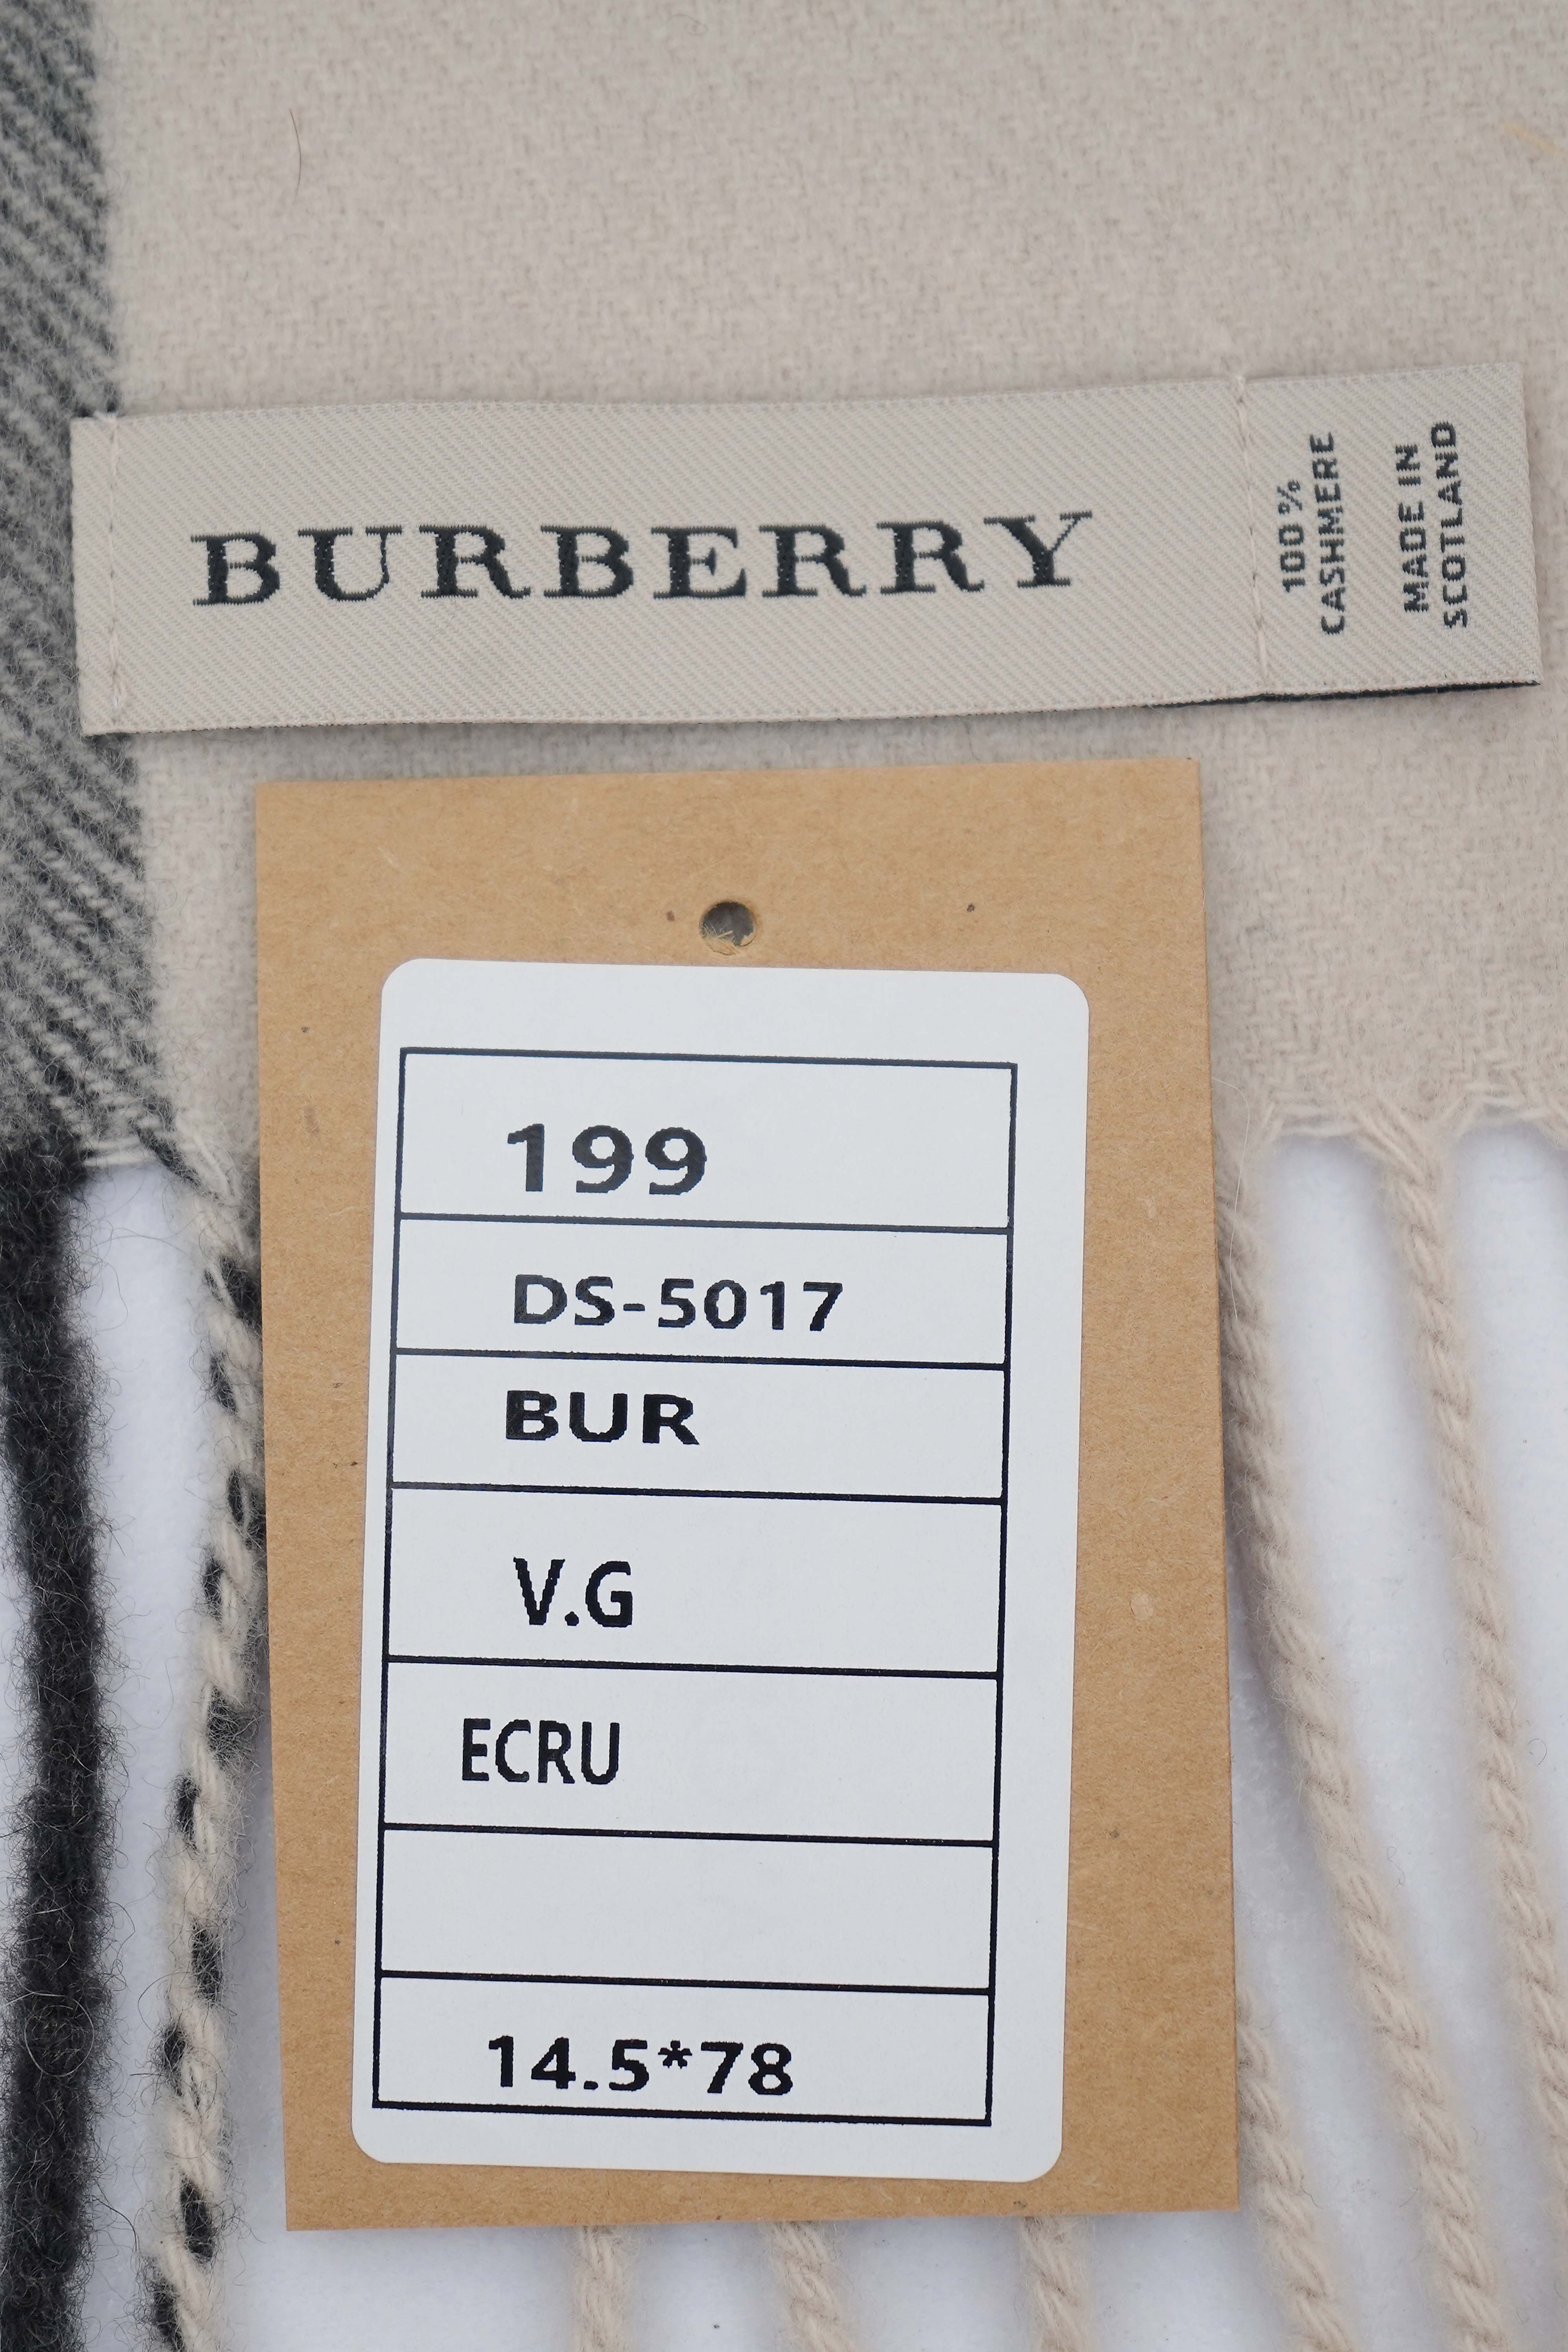 BURBERRY
100%
CASHMERE
MADE IN
SCOTLAND
199
DS-5017
BUR
V.G
ECRU
14.5*78